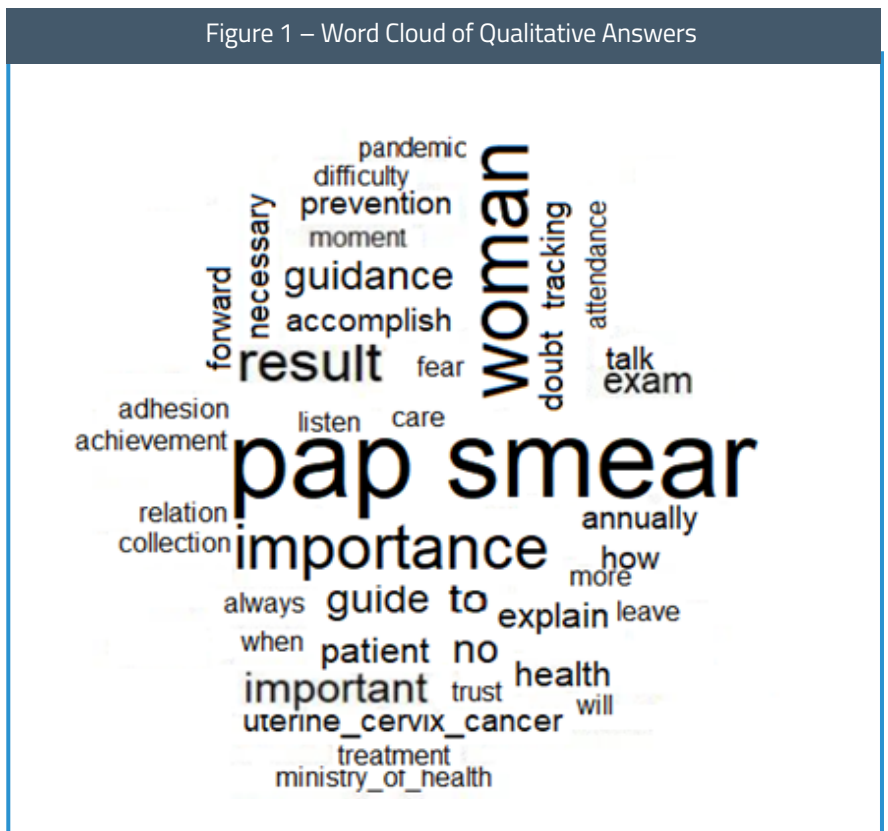 Figure 1 – Word Cloud of Qualitative Answers
pandemic
difficulty
prevention
moment
guidance
accomplish
result
fear
forward
necessary
woman
doubt
tracking
attendance
talk
exam
adhesion
achievement
listen
care
pap smear
relation
collection
importance
annually
how
more
always
guide to
explain
leave
when
patient
no
health
important
trust
will
uterine_cervix_cancer
treatment
ministry_of_health